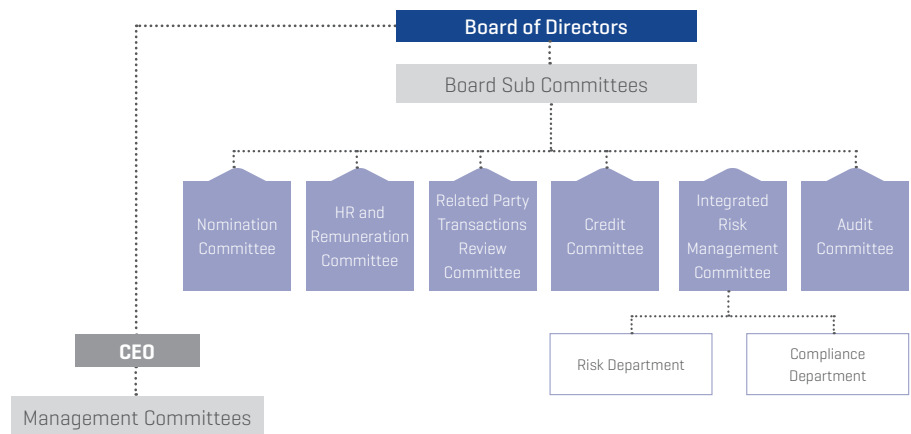 Board of Directors
Board Sub Committees
Nomination
Committee
HR and
Remuneration
Committee
Related Party
Transactions
Review
Committee
Credit
Committee
Integrated
Risk
Management
Committee
Audit
Committee
CEO
Risk Department
Compliance
Department
Management Committees